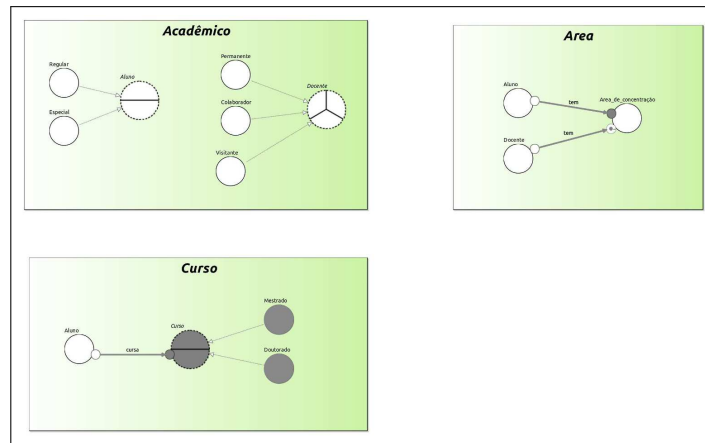 Acadêmico
Regular
Aluno
Especial
Permanente
Colaborador
Docente
Visitante
Area
Aluno
tem
Area_de_concentração
tem
Docente
Curso
Aluno
cursa
Curso
Mestrado
Doutorado